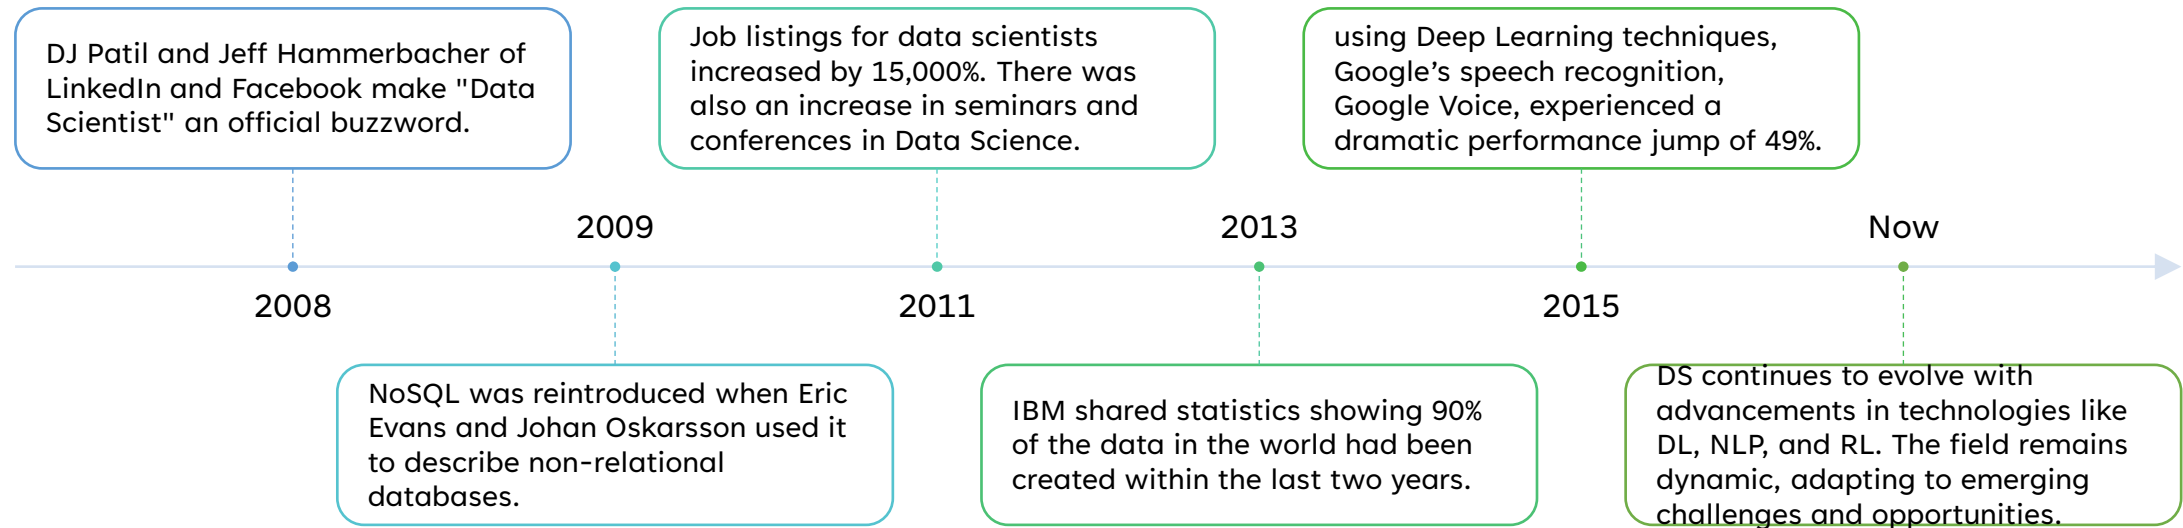 DJ Patil and Jeff Hammerbacher of
LinkedIn and Facebook make "Data
Scientist" an official buzzword.
2008
2009
NoSQL was reintroduced when Eric
Evans and Johan Oskarsson used it
to describe non-relational
databases.
Job listings for data scientists
increased by 15,000%. There was
also an increase in seminars and
conferences in Data Science.
2011
2013
IBM shared statistics showing 90%
of the data in the world had been
created within the last two years.
using Deep Learning techniques,
Google’s speech recognition,
Google Voice, experienced a
dramatic performance jump of 49%.
2015
Now
DS continues to evolve with
advancements in technologies like
DL, NLP, and RL. The field remains
dynamic, adapting to emerging
challenges and opportunities.